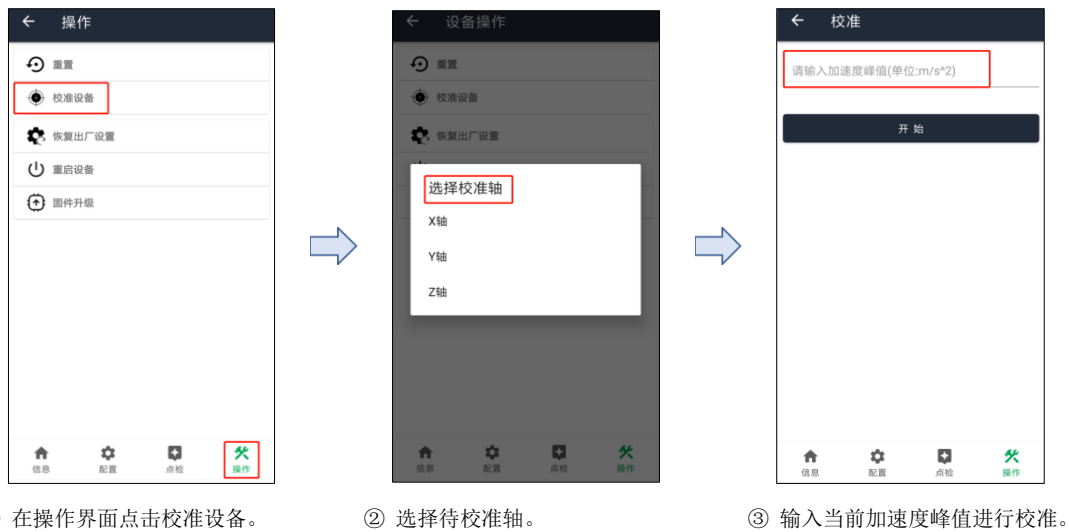 操作
重置
校准设备
恢复出厂设置
重启设备
固件升级
信息
配置
点检
操作
在操作界面点击校准设备。
设备操作
重置
校准设备
恢复出厂设置
选择校准轴
X轴
Y轴
Z轴
信息
配置
点检
操作
② 选择待校准轴。
校准
请输入加速度峰值(单位:m/s^2)
开 始
信息
配置
点检
操作
③ 输入当前加速度峰值进行校准。